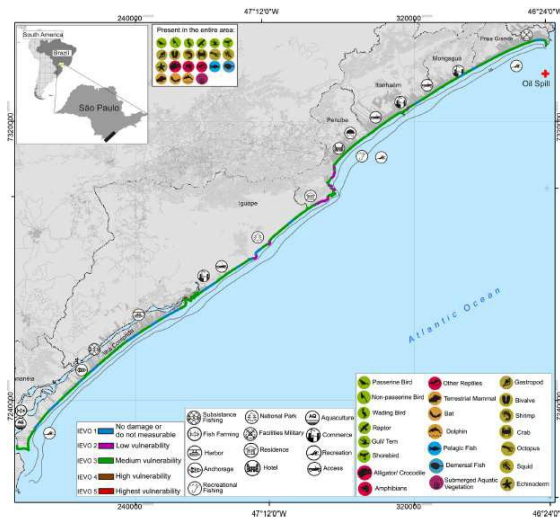 240000
47°12'0"W
320000
46°24'0"W
South America
Brazil
São Paulo
Present in the entire area:
Praia Grande
Mongaguá
Itanhaém
Peruíbe
Iguape
Ilha Comprida
Oil Spill
Atlantic Ocean
7320000
7320000
7240000
7240000
IEVO 1
No damage or
do not measurable
IEVO 2
Low vulnerability
IEVO 3
Medium vulnerability
IEVO 4
High vulnerability
IEVO 5
Highest vulnerability
Subsistance
Fishing
Fish Farming
Harbor
Anchorage
Recreational
Fishing
National Park
Facilities Military
Residence
Hotel
Aquaculture
Commerce
Recreation
Access
Passerine Bird
Non-passerine Bird
Wading Bird
Raptor
Gull/ Tern
Shorebird
Alligator/ Crocodile
Amphibians
Other Reptiles
Terrestrial Mammal
Bat
Dolphin
Pelagic Fish
Demersal Fish
Submerged Aquatic
Vegetation
Gastropod
Bivalve
Shrimp
Crab
Octopus
Squid
Echinoderm
240000
47°12'0"W
320000
46°24'0"W